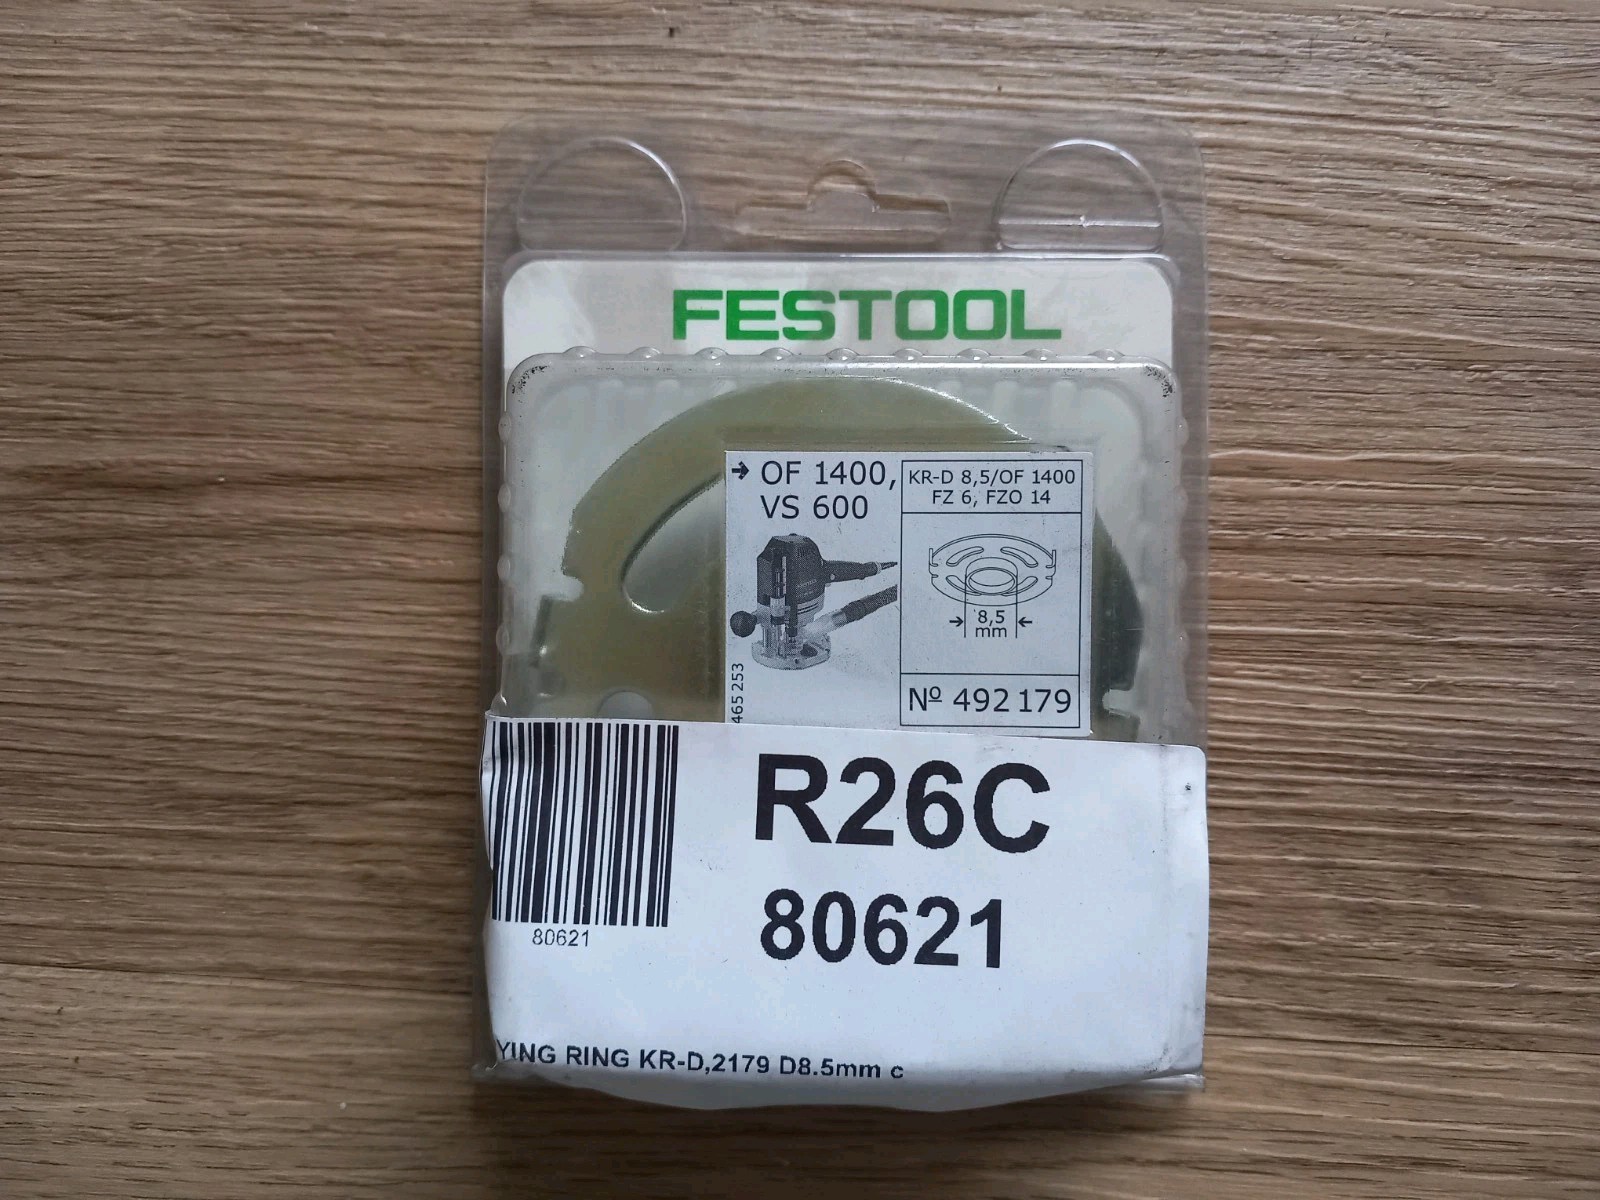 FESTOOL
➔ OF 1400,
VS 600
KR-D 8,5/OF 1400
FZ 6, FZO 14
8,5
mm
Nº 492 179
465 253
R26C
80621
80621
YING RING KR-D,2179 D8.5mm c